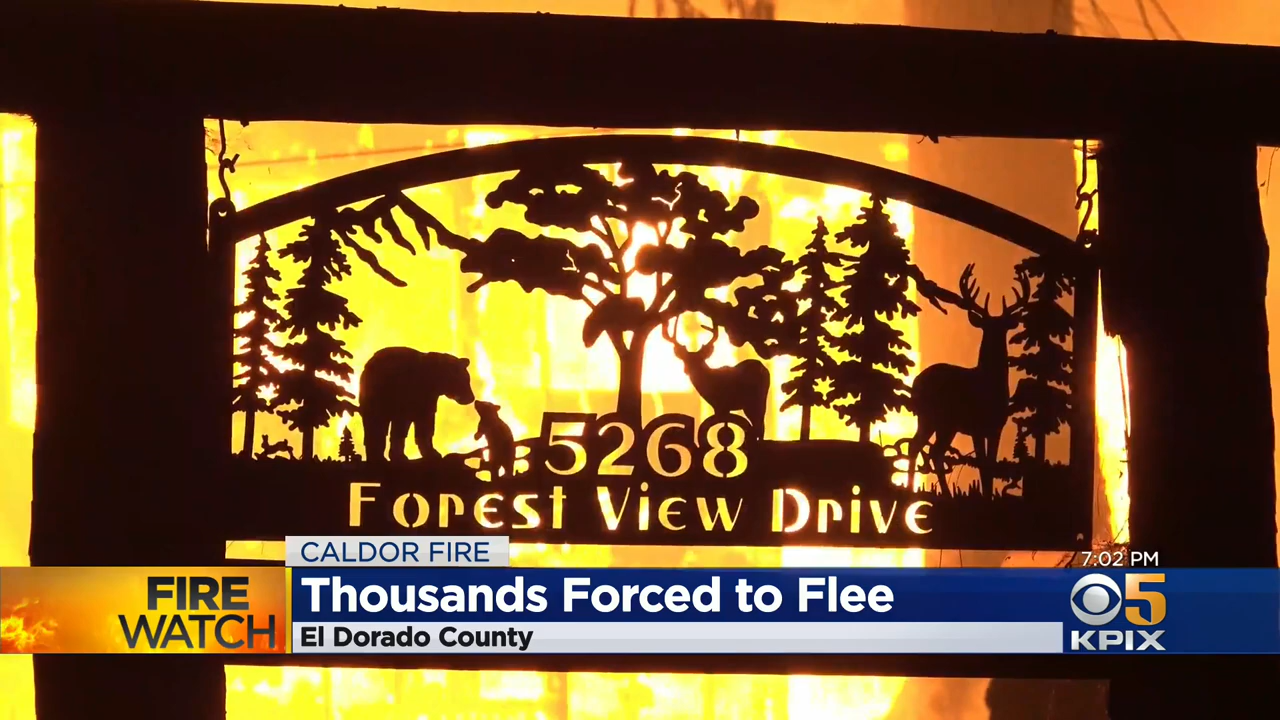 5268
Forest View Drive
CALDOR FIRE
7:02 PM
FIRE WATCH
Thousands Forced to Flee
El Dorado County
5
KPIX